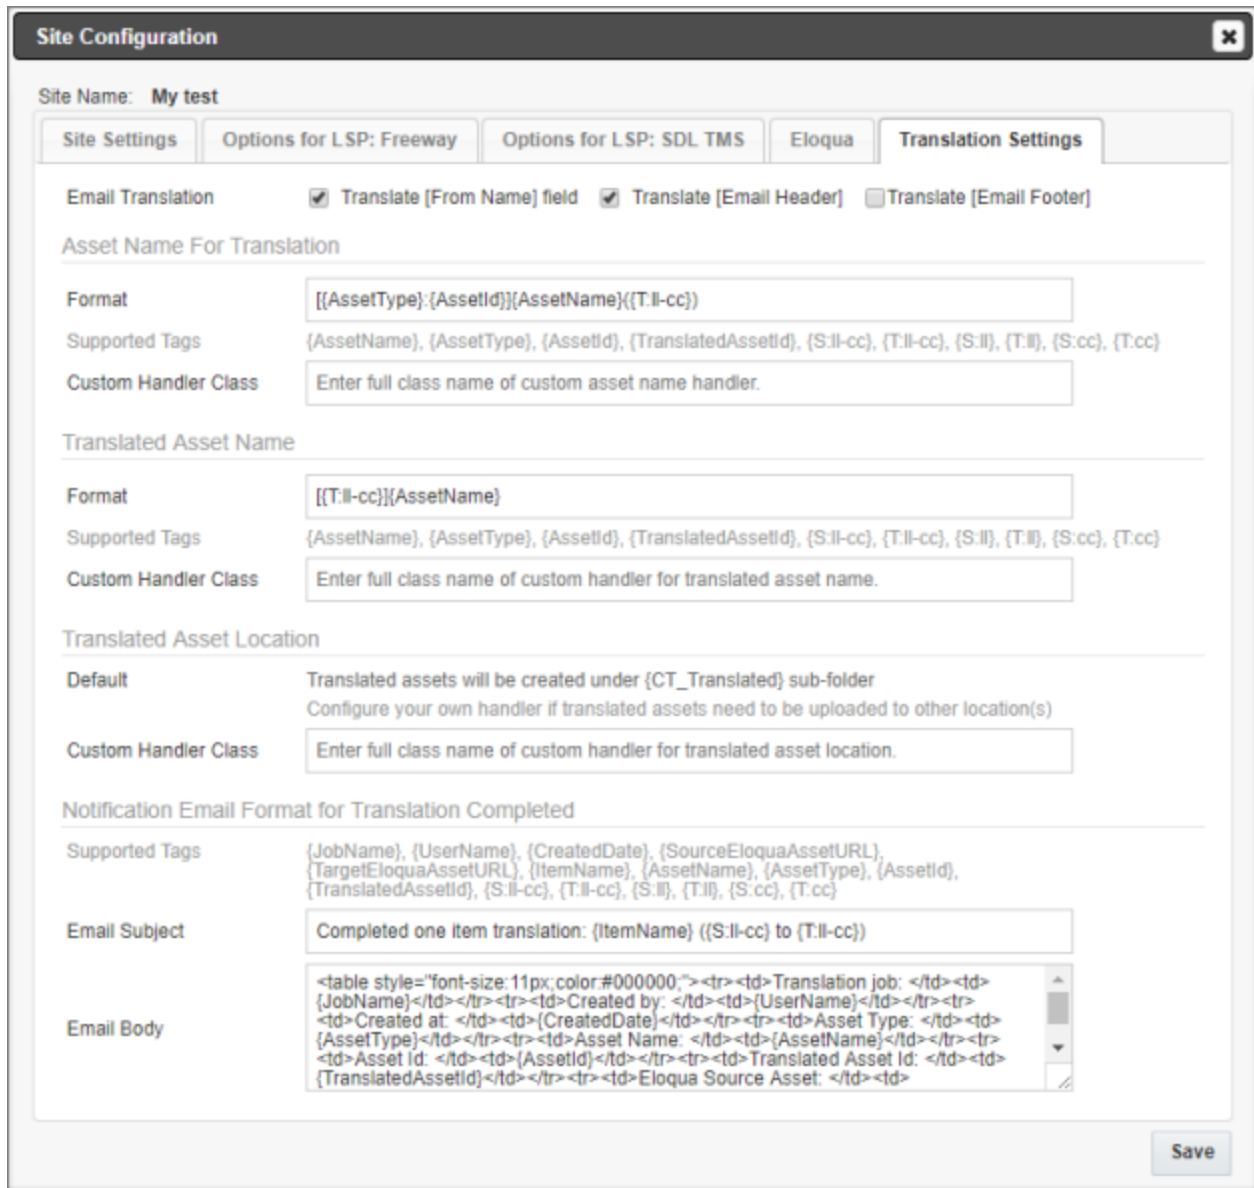 Site Configuration
Site Name: My test
Site Settings
Options for LSP: Freeway
Options for LSP: SDL TMS
Eloqua
Translation Settings
Email Translation Translate [From Name] field Translate [Email Header] Translate [Email Footer]
Asset Name For Translation
Format [{AssetType}:{AssetId}]{AssetName}({T:ll-cc})
Supported Tags {AssetName}, {AssetType}, {AssetId}, {TranslatedAssetId}, {S:ll-cc}, {T:ll-cc}, {S:ll}, {T:ll}, {S:cc}, {T:cc}
Custom Handler Class Enter full class name of custom asset name handler.
Translated Asset Name
Format [{T:ll-cc}]{AssetName}
Supported Tags {AssetName}, {AssetType}, {AssetId}, {TranslatedAssetId}, {S:ll-cc}, {T:ll-cc}, {S:ll}, {T:ll}, {S:cc}, {T:cc}
Custom Handler Class Enter full class name of custom handler for translated asset name.
Translated Asset Location
Default Translated assets will be created under {CT_Translated} sub-folder
Configure your own handler if translated assets need to be uploaded to other location(s)
Custom Handler Class Enter full class name of custom handler for translated asset location.
Notification Email Format for Translation Completed
Supported Tags {JobName}, {UserName}, {CreatedDate}, {SourceEloquaAssetURL},
{TargetEloquaAssetURL}, {ItemName}, {AssetName}, {AssetType}, {AssetId},
{TranslatedAssetId}, {S:ll-cc}, {T:ll-cc}, {S:ll}, {T:ll}, {S:cc}, {T:cc}
Email Subject Completed one item translation: {ItemName} ({S:ll-cc} to {T:ll-cc})
Email Body
<table style="font-size:11px;color:#000000;"><tr><td>Translation job: </td><td>
{JobName}</td></tr><tr><td>Created by: </td><td>{UserName}</td></tr><tr>
<td>Created at: </td><td>{CreatedDate}</td></tr><tr><td>Asset Type: </td><td>
{AssetType}</td></tr><tr><td>Asset Name: </td><td>{AssetName}</td></tr><tr>
<td>Asset Id: </td><td>{AssetId}</td></tr><tr><td>Translated Asset Id: </td><td>
{TranslatedAssetId}</td></tr><tr><td>Eloqua Source Asset: </td><td>
Save